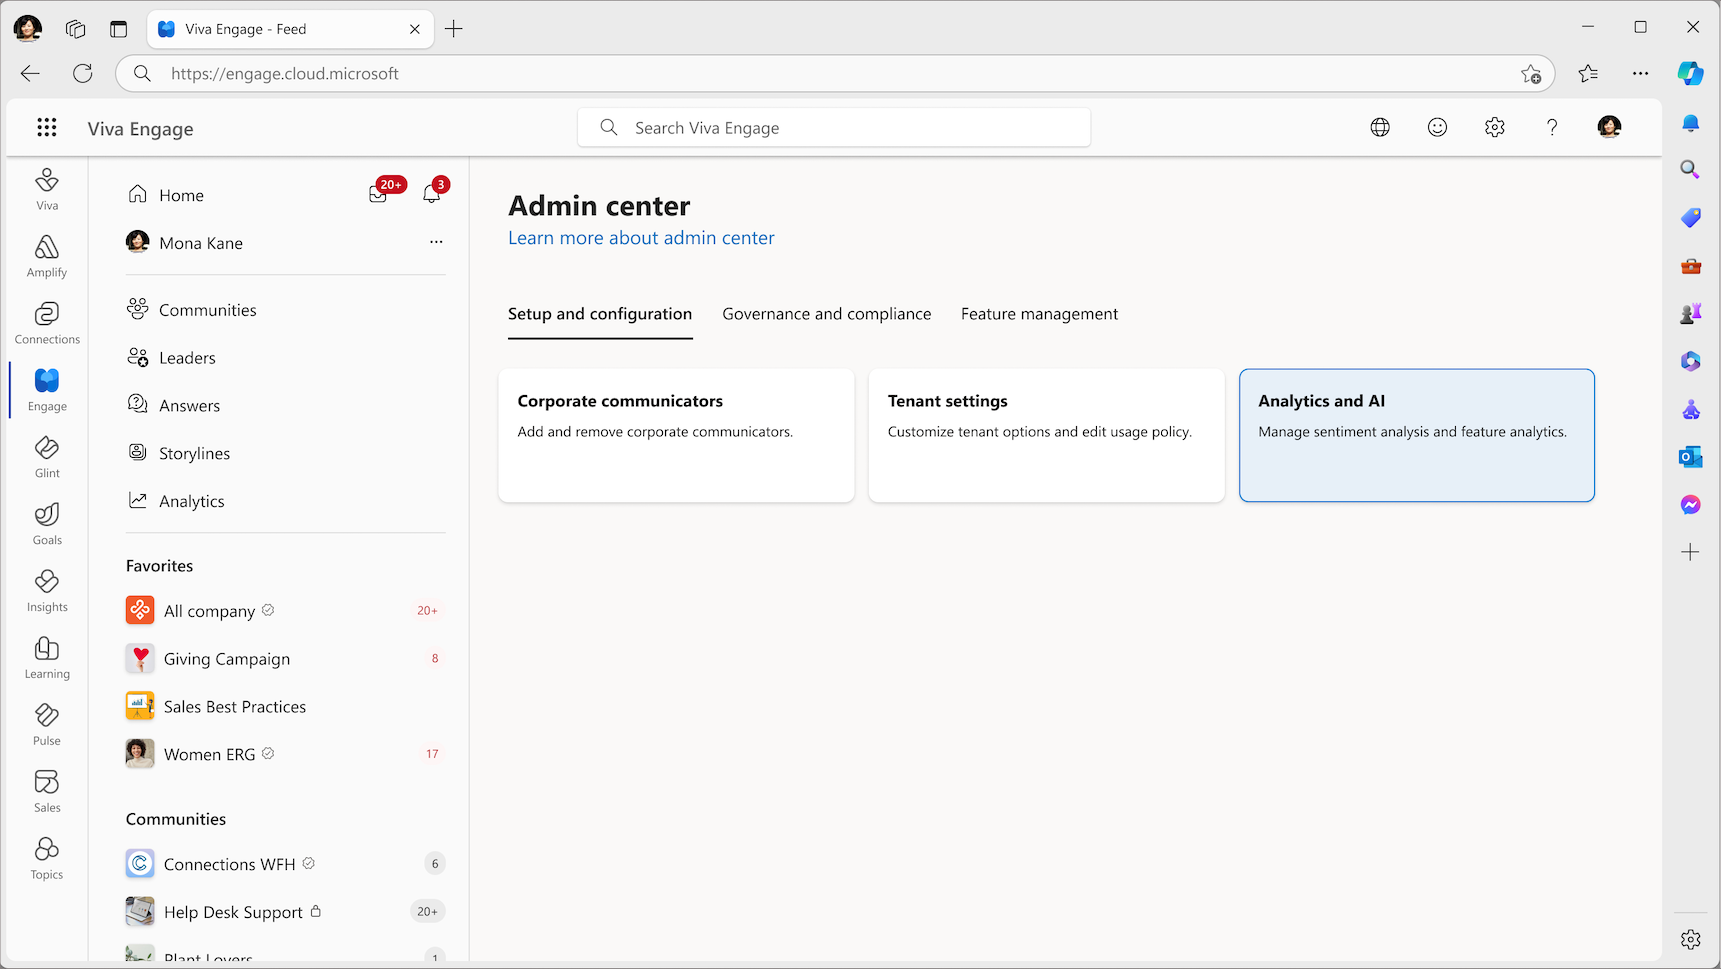 Viva Engage - Feed
https://engage.cloud.microsoft
Viva Engage
Search Viva Engage
Viva
Amplify
Connections
Engage
Glint
Goals
Insights
Learning
Pulse
Sales
Topics
Home
20+
3
Mona Kane
Communities
Leaders
Answers
Storylines
Analytics
Favorites
All company
20+
Giving Campaign
8
Sales Best Practices
Women ERG
17
Communities
Connections WFH
6
Help Desk Support
20+
Plant Lovers
1
Admin center
Learn more about admin center
Setup and configuration
Governance and compliance
Feature management
Corporate communicators
Add and remove corporate communicators.
Tenant settings
Customize tenant options and edit usage policy.
Analytics and AI
Manage sentiment analysis and feature analytics.